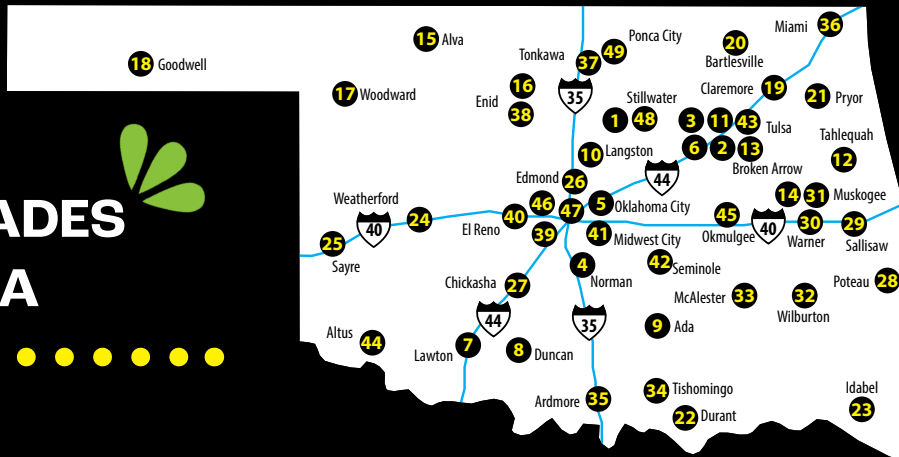 36
Miami
15 Alva
Ponca City
20
49
Tonkawa
37
Bartlesville
18 Goodwell
16
Claremore 19
17 Woodward
35
21 Pryor
Enid
Stillwater
38
1 48
3 11 43 Tulsa
Tahlequah
6 2 13
10 Langston
12
Broken Arrow
44
Edmond 26
14 31 Muskogee
Weatherford
46
5 Oklahoma City
ADES
47
24
40
El Reno
45
40
30
29
40
39
41 Midwest City
Okmulgee
Warner
Sallisaw
25
Sayre
4
42 Seminole
Norman
Poteau 28
A
Chickasha 27
McAlester 33
32
Wilburton
44
35
Altus
44
9 Ada
Lawton 7
8 Duncan
34 Tishomingo
Idabel
Ardmore 35
22 Durant
23